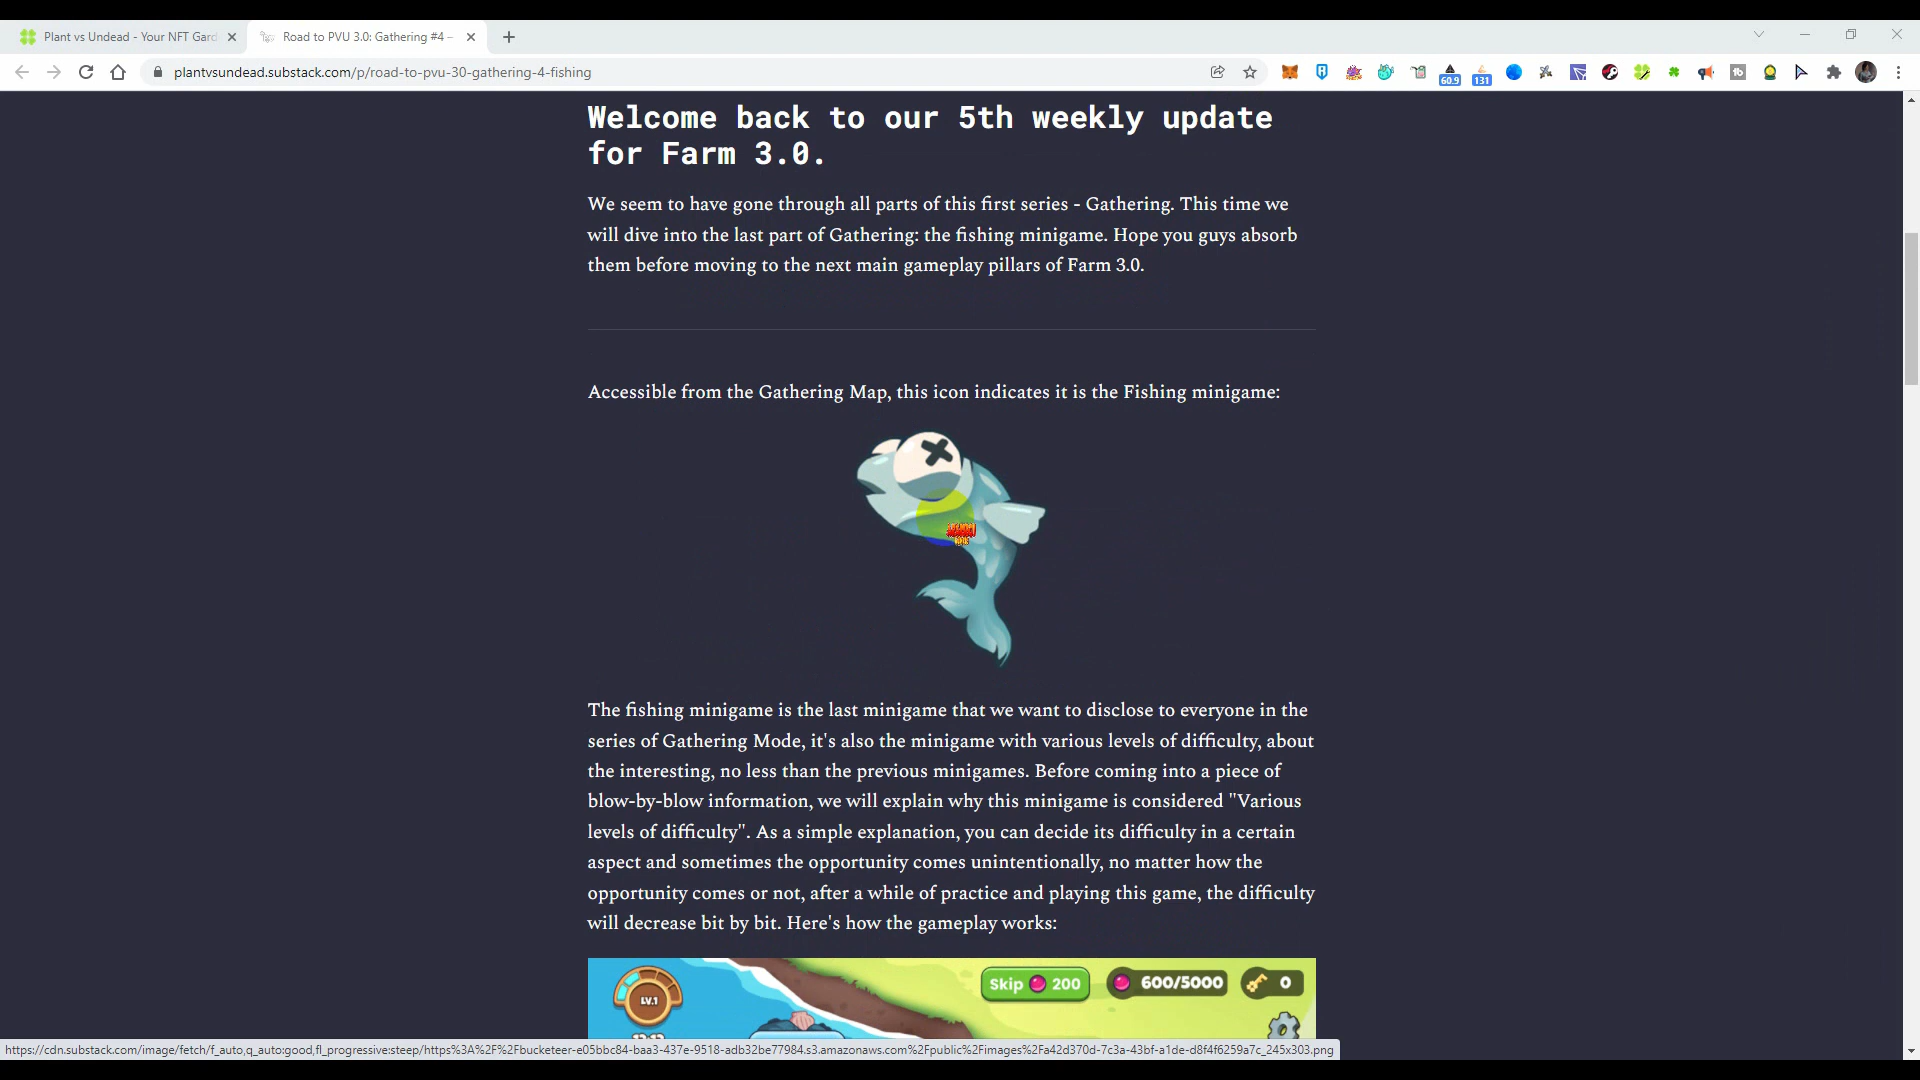 Plant vs Undead - Your NFT Gard
Road to PVU 3.0: Gathering #4 –
plantvsundead.substack.com/p/road-to-pvu-30-gathering-4-fishing
60.9
131
Welcome back to our 5th weekly update
for Farm 3.0.
We seem to have gone through all parts of this first series - Gathering. This time we
will dive into the last part of Gathering: the fishing minigame. Hope you guys absorb
them before moving to the next main gameplay pillars of Farm 3.0.
Accessible from the Gathering Map, this icon indicates it is the Fishing minigame:
The fishing minigame is the last minigame that we want to disclose to everyone in the
series of Gathering Mode, it's also the minigame with various levels of difficulty, about
the interesting, no less than the previous minigames. Before coming into a piece of
blow-by-blow information, we will explain why this minigame is considered "Various
levels of difficulty". As a simple explanation, you can decide its difficulty in a certain
aspect and sometimes the opportunity comes unintentionally, no matter how the
opportunity comes or not, after a while of practice and playing this game, the difficulty
will decrease bit by bit. Here's how the gameplay works:
LV.1
Skip 200
600/5000
0
https://cdn.substack.com/image/fetch/f_auto,q_auto:good,fl_progressive:steep/https%3A%2F%2Fbucketeer-e05bbc84-baa3-437e-9518-adb32be77984.s3.amazonaws.com%2Fpublic%2Fimages%2Fa42d370d-7c3a-43bf-a1de-d8f4f6259a7c_245x303.png